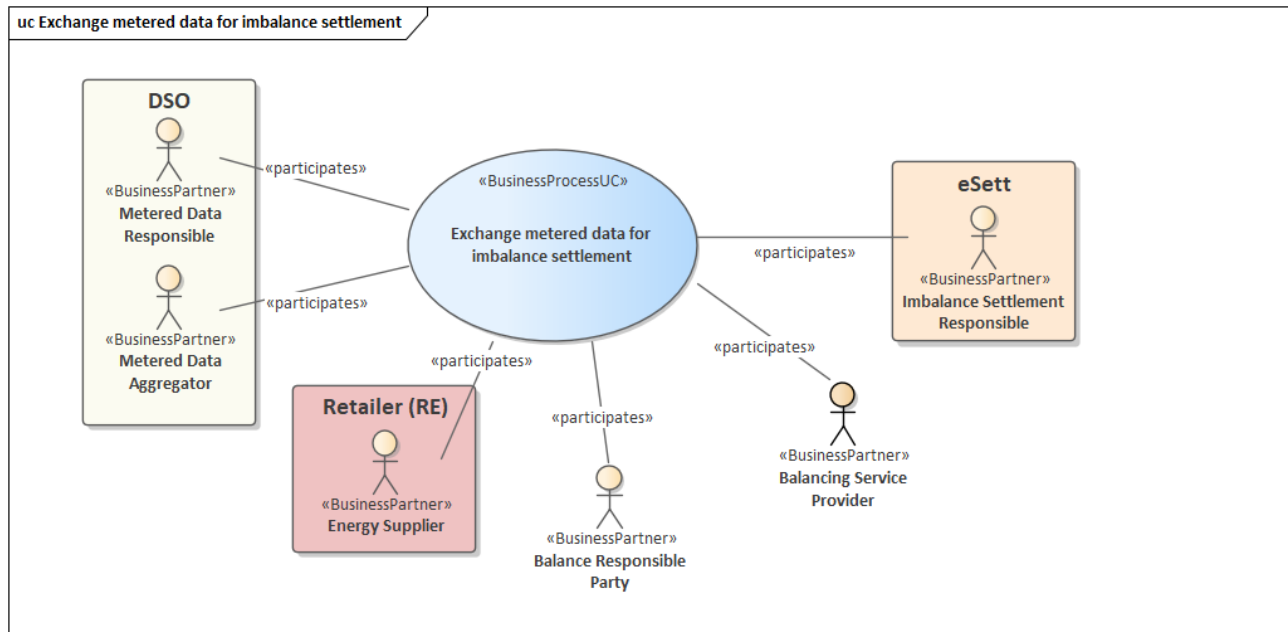 uc Exchange metered data for imbalance settlement
DSO
«BusinessPartner»
Metered Data
Responsible
«participates»
«BusinessPartner»
Metered Data
Aggregator
«participates»
«BusinessProcessUC»
Exchange metered data for
imbalance settlement
«participates»
eSett
«BusinessPartner»
Imbalance Settlement
Responsible
«participates»
Retailer (RE)
«BusinessPartner»
Energy Supplier
«participates»
«BusinessPartner»
Balance Responsible
Party
«participates»
«BusinessPartner»
Balancing Service
Provider